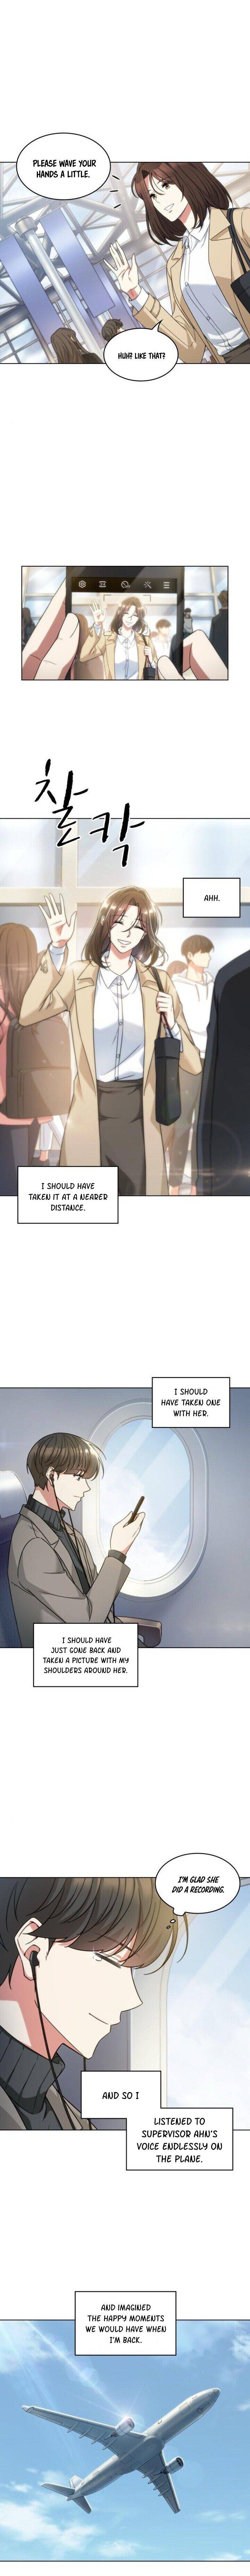 PLEASE WAVE YOUR
HANDS A LITTLE.
HUH? LIKE THAT?
찰칵
AHH.
I SHOULD HAVE
TAKEN IT AT A NEARER
DISTANCE.
I SHOULD
HAVE TAKEN ONE
WITH HER.
I SHOULD HAVE
JUST GONE BACK AND
TAKEN A PICTURE WITH MY
SHOULDERS AROUND HER.
I'M GLAD SHE
DID A RECORDING.
AND SO I
LISTENED TO
SUPERVISOR AHN'S
VOICE ENDLESSLY ON
THE PLANE.
AND IMAGINED
THE HAPPY MOMENTS
WE WOULD HAVE WHEN
I'M BACK.